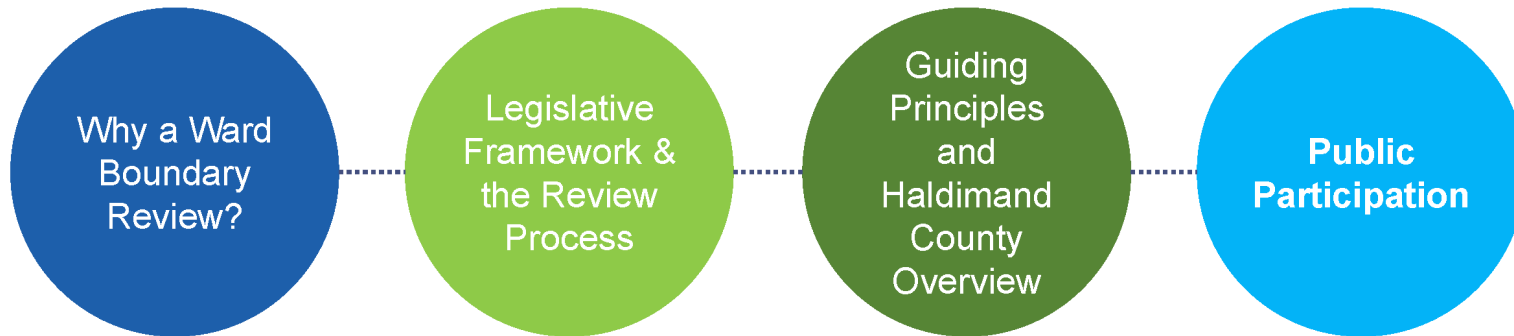 Why a Ward
Boundary
Review?
Legislative
Framework &
the Review
Process
Guiding
Principles
and
Haldimand
County
Overview
Public
Participation